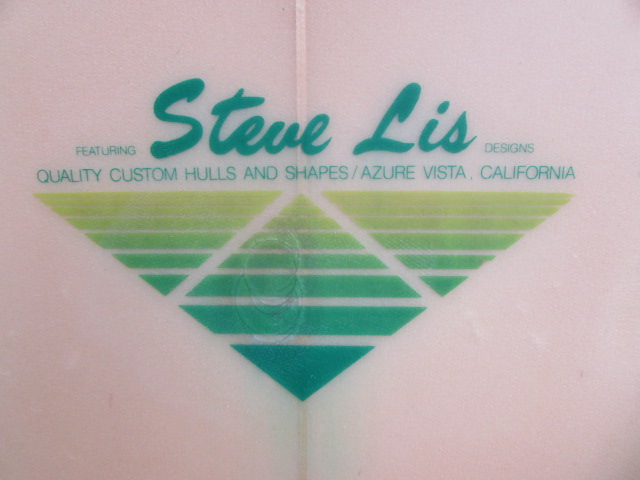 FEATURING Steve Lis DESIGNS
QUALITY CUSTOM HULLS AND SHAPES/AZURE VISTA, CALIFORNIA